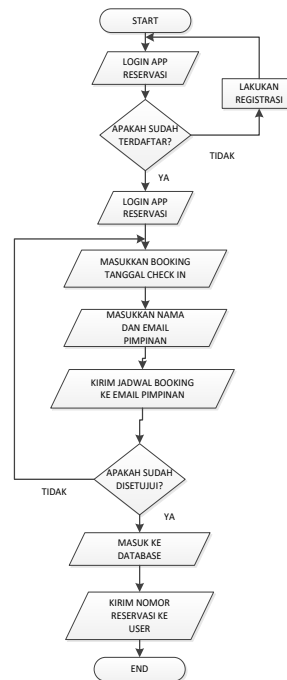 START
LOGIN APP
RESERVASI
LAKUKAN
REGISTRASI
APAKAH SUDAH
TERDAFTAR?
TIDAK
YA
LOGIN APP
RESERVASI
MASUKKAN BOOKING
TANGGAL CHECK IN
MASUKKAN NAMA
DAN EMAIL
PIMPINAN
KIRIM JADWAL BOOKING
KE EMAIL PIMPINAN
APAKAH SUDAH
DISETUJUI?
TIDAK
YA
MASUK KE
DATABASE
KIRIM NOMOR
RESERVASI KE
USER
END